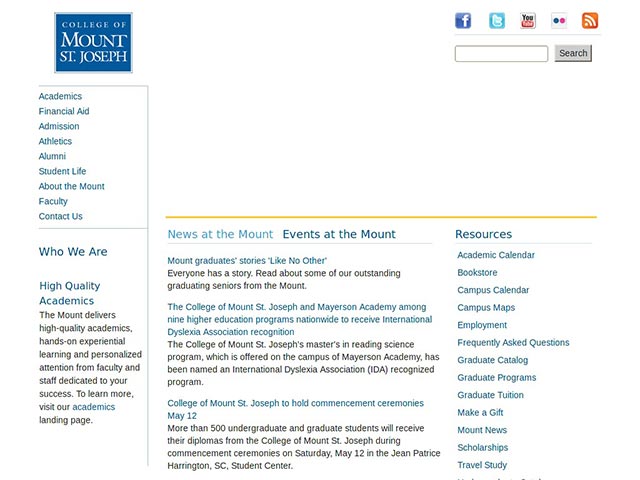 COLLEGE OF
MOUNT
ST. JOSEPH
You
Tube
Search
Academics
Financial Aid
Admission
Athletics
Alumni
Student Life
About the Mount
Faculty
Contact Us
Who We Are
High Quality
Academics
The Mount delivers
high-quality academics,
hands-on experiential
learning and personalized
attention from faculty and
staff dedicated to your
success. To learn more,
visit our academics
landing page.
News at the Mount Events at the Mount
Mount graduates' stories 'Like No Other'
Everyone has a story. Read about some of our outstanding
graduating seniors from the Mount.
The College of Mount St. Joseph and Mayerson Academy among
nine higher education programs nationwide to receive International
Dyslexia Association recognition
The College of Mount St. Joseph's master's in reading science
program, which is offered on the campus of Mayerson Academy, has
been named an International Dyslexia Association (IDA) recognized
program.
College of Mount St. Joseph to hold commencement ceremonies
May 12
More than 500 undergraduate and graduate students will receive
their diplomas from the College of Mount St. Joseph during
commencement ceremonies on Saturday, May 12 in the Jean Patrice
Harrington, SC, Student Center.
Resources
Academic Calendar
Bookstore
Campus Calendar
Campus Maps
Employment
Frequently Asked Questions
Graduate Catalog
Graduate Programs
Graduate Tuition
Make a Gift
Mount News
Scholarships
Travel Study